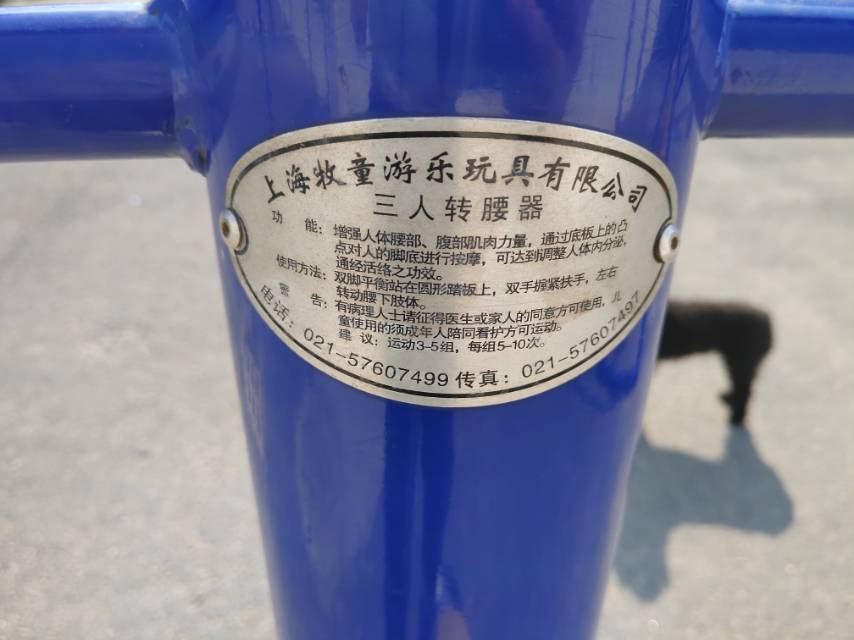 上海牧童游乐玩具有限公司
三人转腰器
功 能：增强人体腰部、腹部肌肉力量，通过底板上的凸
点对人的脚底进行按摩，可达到调整人体内分泌，
通经活络之功效。
使用方法：双脚平衡站在圆形踏板上，双手握紧扶手，左右
转动腰下肢体。
警 告：有病理人士请征得医生或家人的同意方可使用，儿
童使用的须成年人陪同看护方可运动。
建 议：运动3-5组，每组5-10次。
电话：021-57607499 传真：021-57607497